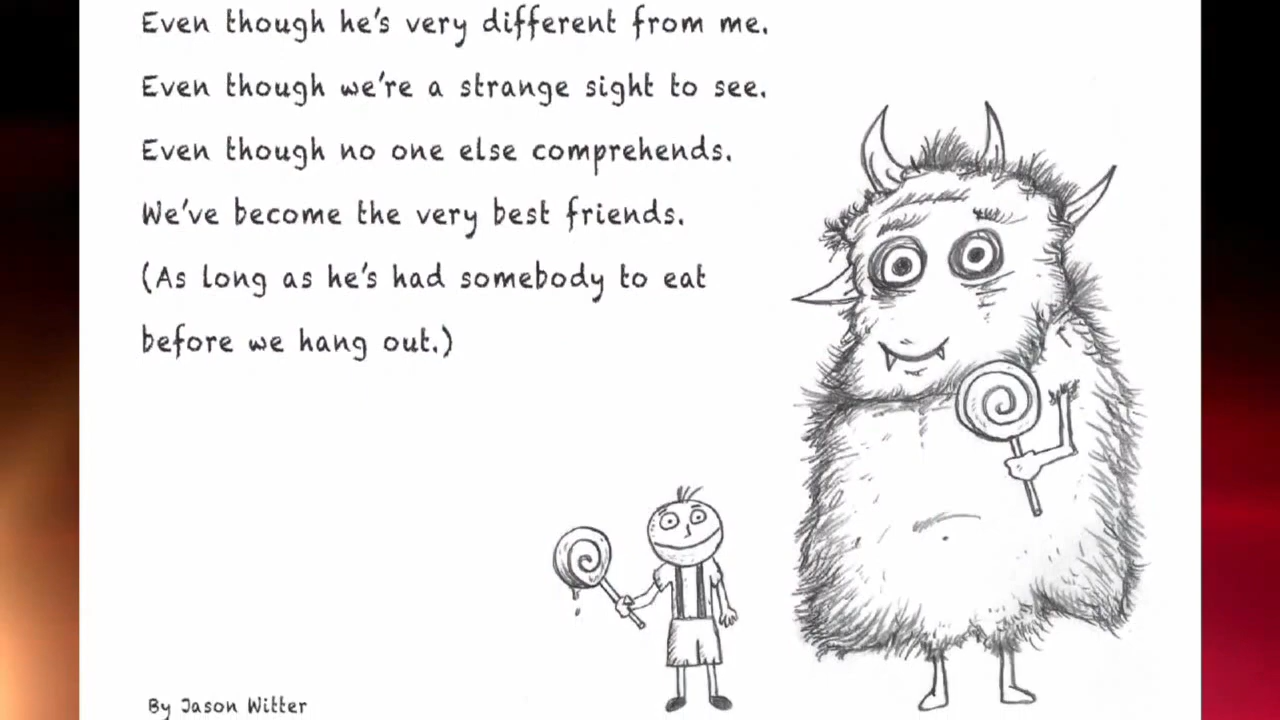 Even though he's very different from me.
Even though we're a strange sight to see.
Even though no one else comprehends.
We've become the very best friends.
(As long as he's had somebody to eat
before we hang out.)
By Jason Witter